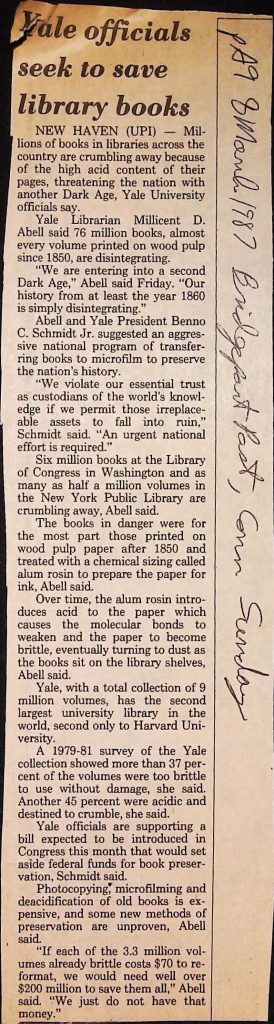 Yale officials
seek to save
library books
NEW HAVEN (UPI) — Mil-
lions of books in libraries across the
country are crumbling away because
of the high acid content of their
pages, threatening the nation with
another Dark Age, Yale University
officials say.
Yale Librarian Millicent D.
Abell said 76 million books, almost
every volume printed on wood pulp
since 1850, are disintegrating.
“We are entering into a second
Dark Age,” Abell said Friday. “Our
history from at least the year 1860
is simply disintegrating.”
Abell and Yale President Benno
C. Schmidt Jr. suggested an aggres-
sive national program of transfer-
ring books to microfilm to preserve
the nation’s history.
“We violate our essential trust
as custodians of the world’s knowl-
edge if we permit those irreplace-
able assets to fall into ruin,”
Schmidt said. “An urgent national
effort is required.”
Six million books at the Library
of Congress in Washington and as
many as half a million volumes in
the New York Public Library are
crumbling away, Abell said.
The books in danger were for
the most part those printed on
wood pulp paper after 1850 and
treated with a chemical sizing called
alum rosin to prepare the paper for
ink, Abell said.
Over time, the alum rosin intro-
duces acid to the paper which
causes the molecular bonds to
weaken and the paper to become
brittle, eventually turning to dust as
the books sit on the library shelves,
Abell said.
Yale, with a total collection of 9
million volumes, has the second
largest university library in the
world, second only to Harvard Uni-
versity.
A 1979-81 survey of the Yale
collection showed more than 37 per-
cent of the volumes were too brittle
to use without damage, she said.
Another 45 percent were acidic and
destined to crumble, she said.
Yale officials are supporting a
bill expected to be introduced in
Congress this month that would set
aside federal funds for book preser-
vation, Schmidt said.
Photocopying, microfilming and
deacidification of old books is ex-
pensive, and some new methods of
preservation are unproven, Abell
said.
“If each of the 3.3 million vol-
umes already brittle costs $70 to re-
format, we would need well over
$200 million to save them all,” Abell
said. “We just do not have that
money.”
pA9 8 March 1987 Bridgeport Post, Conn Sunday